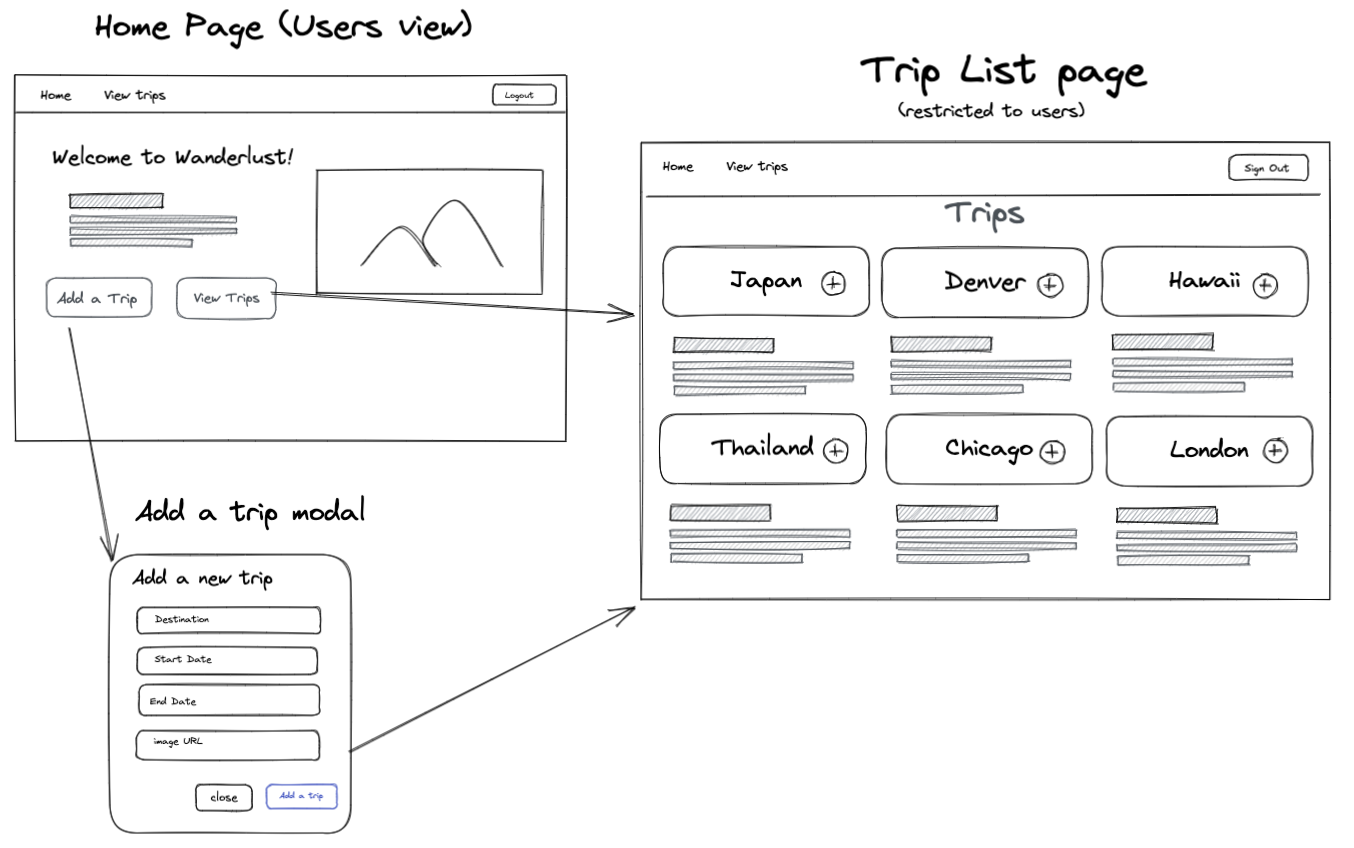 Home Page (Users view)
Home View trips Logout
Welcome to Wanderlust!
Add a Trip View Trips
Trip List page
(restricted to users)
Home View trips Sign Out
Trips
Japan Denver Hawaii
Thailand Chicago London
Add a trip modal
Add a new trip
Destination
Start Date
End Date
image URL
close Add a trip